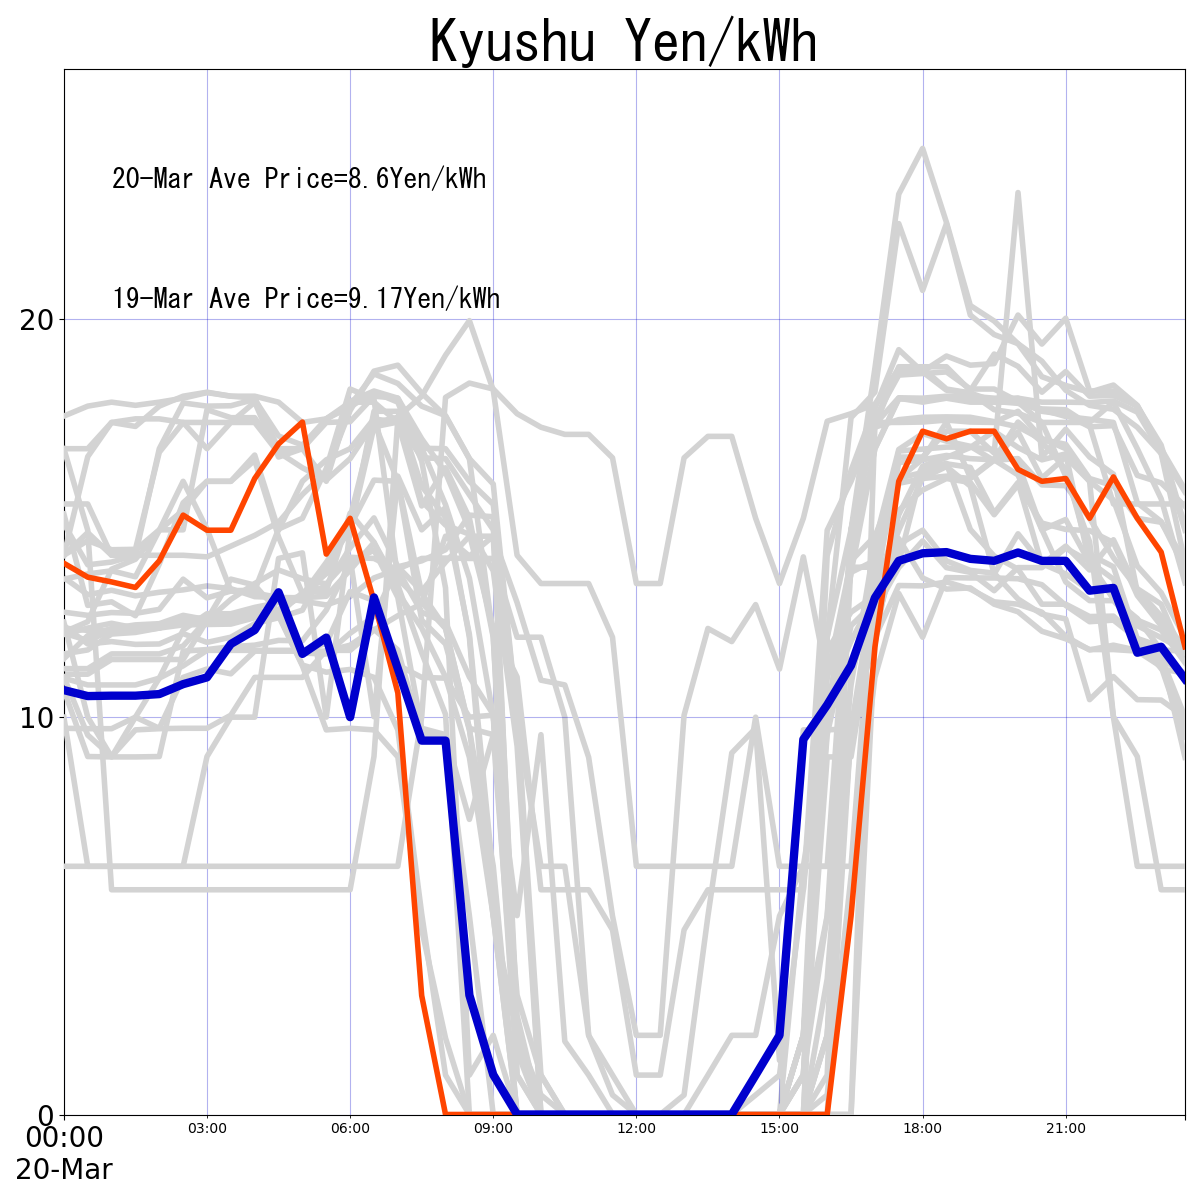 Kyushu Yen/kWh
20-Mar Ave Price=8.6Yen/kWh
19-Mar Ave Price=9.17Yen/kWh
20
10
0
00:00 03:00 06:00 09:00 12:00 15:00 18:00 21:00
20-Mar